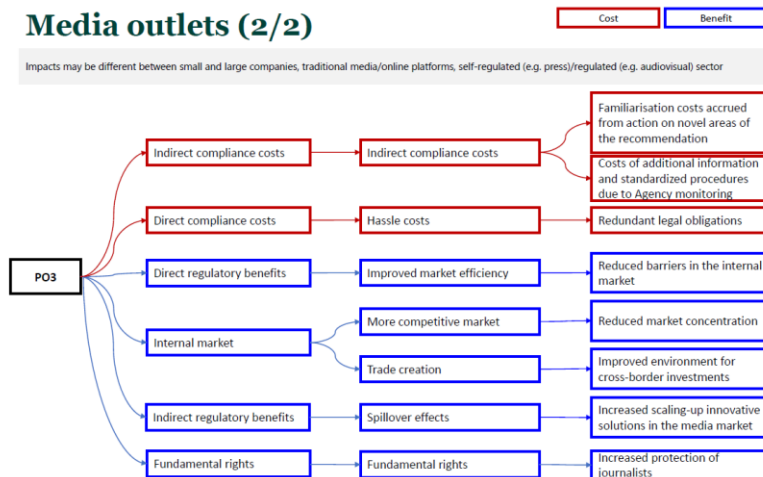 Media outlets (2/2)
Cost
Benefit
Impacts may be different between small and large companies, traditional media/online platforms, self-regulated (e.g. press)/regulated (e.g. audiovisual) sector
Familiarisation costs accrued
from action on novel areas of
the recommendation
Indirect compliance costs
Indirect compliance costs
Costs of additional information
and standardized procedures
due to Agency monitoring
Direct compliance costs
Hassle costs
Redundant legal obligations
PO3
Direct regulatory benefits
Improved market efficiency
Reduced barriers in the internal
market
More competitive market
Reduced market concentration
Internal market
Trade creation
Improved environment for
cross-border investments
Indirect regulatory benefits
Spillover effects
Increased scaling-up innovative
solutions in the media market
Fundamental rights
Fundamental rights
Increased protection of
journalists